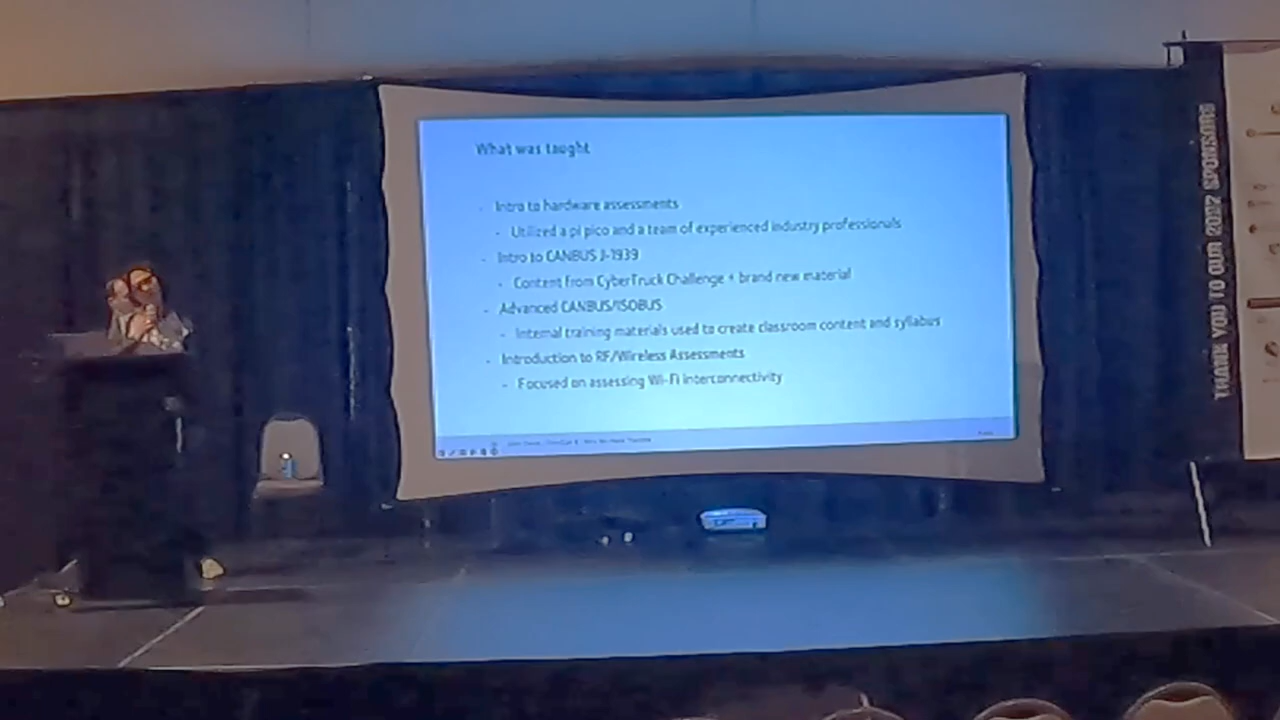 What was taught
- Intro to hardware assessments
- Utilized a pi pico and a team of experienced industry professionals
- Intro to CANBUS J-1939
- Content from CyberTruck Challenge + brand new material
- Advanced CANBUS/ISOBUS
- Internal training materials used to create classroom content and syllabus
- Introduction to RF/Wireless Assessments
- Focused on assessing Wi-Fi interconnectivity
THANK YOU TO OUR SPONSORS